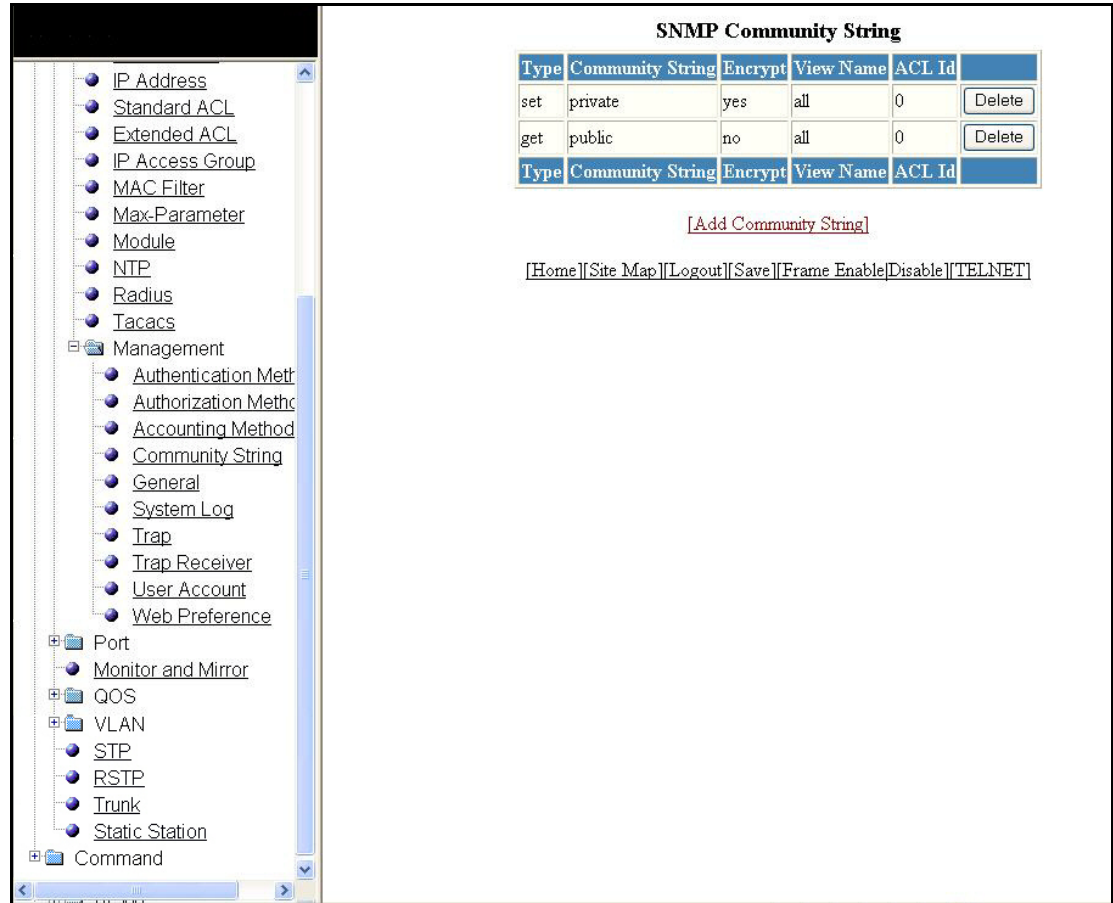 IP Address
Standard ACL
Extended ACL
IP Access Group
MAC Filter
Max-Parameter
Module
NTP
Radius
Tacacs
Management
Authentication Meth
Authorization Metho
Accounting Method
Community String
General
System Log
Trap
Trap Receiver
User Account
Web Preference
Port
Monitor and Mirror
QOS
VLAN
STP
RSTP
Trunk
Static Station
Command
SNMP Community String
Type Community String Encrypt View Name ACL Id
set private yes all 0 Delete
get public no all 0 Delete
Type Community String Encrypt View Name ACL Id
[Add Community String]
[Home][Site Map][Logout][Save][Frame Enable|Disable][TELNET]